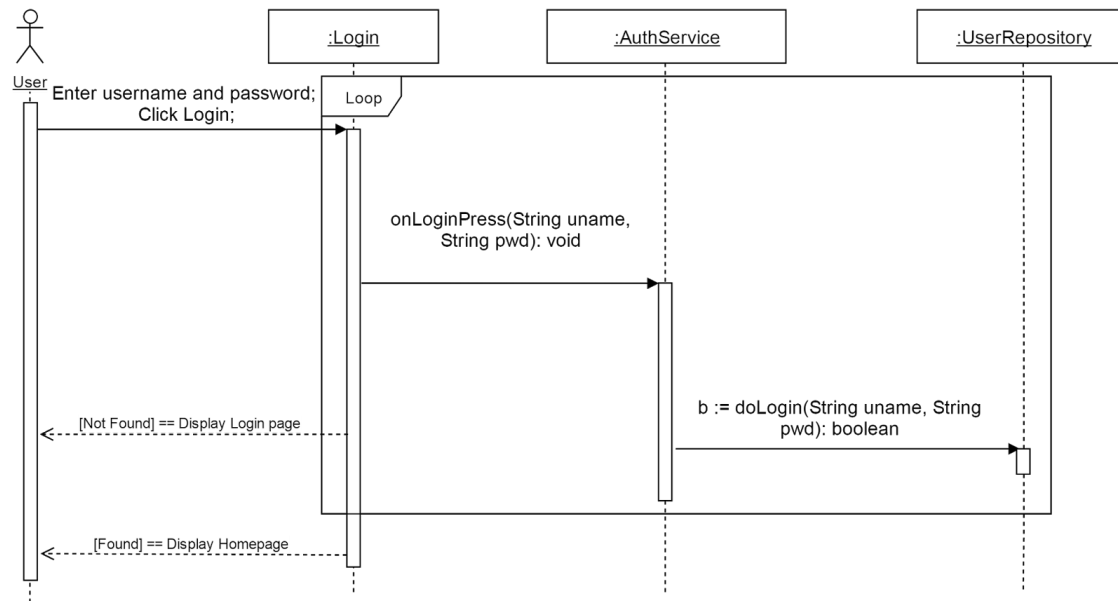 :Login
:AuthService
:UserRepository
User
Enter username and password;
Click Login;
Loop
onLoginPress(String uname,
String pwd): void
[Not Found] == Display Login page
b := doLogin(String uname, String
pwd): boolean
[Found] == Display Homepage